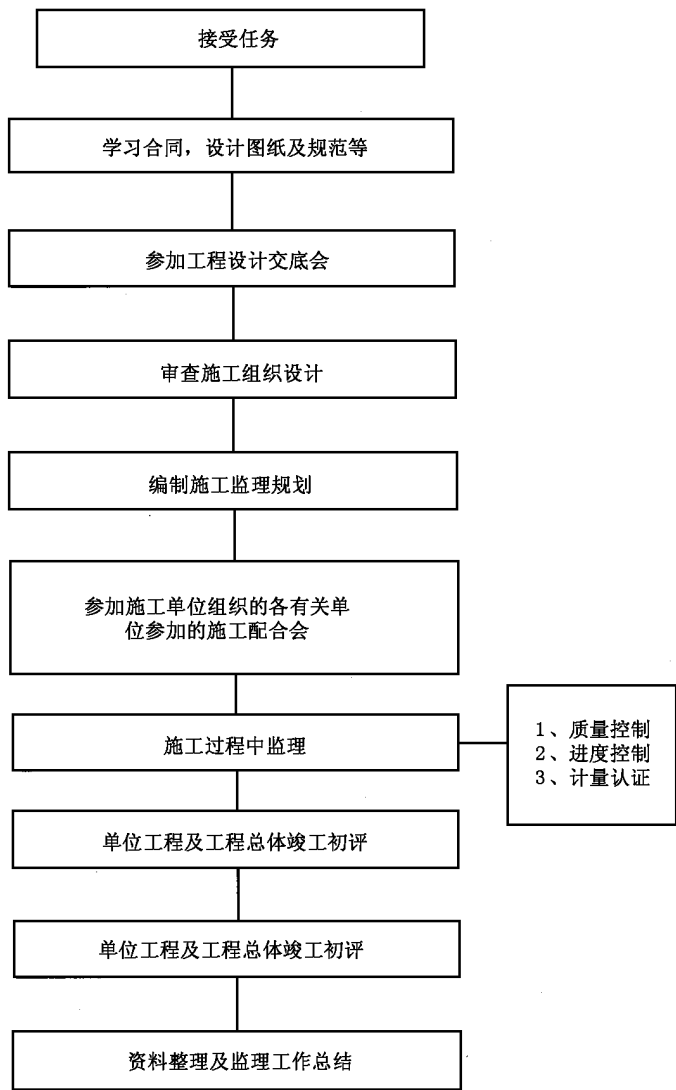 接受任务
学习合同，设计图纸及规范等
参加工程设计交底会
审查施工组织设计
编制施工监理规划
参加施工单位组织的各有关单
位参加的施工配合会
施工过程中监理
1、质量控制
2、进度控制
3、计量认证
单位工程及工程总体竣工初评
单位工程及工程总体竣工初评
资料整理及监理工作总结